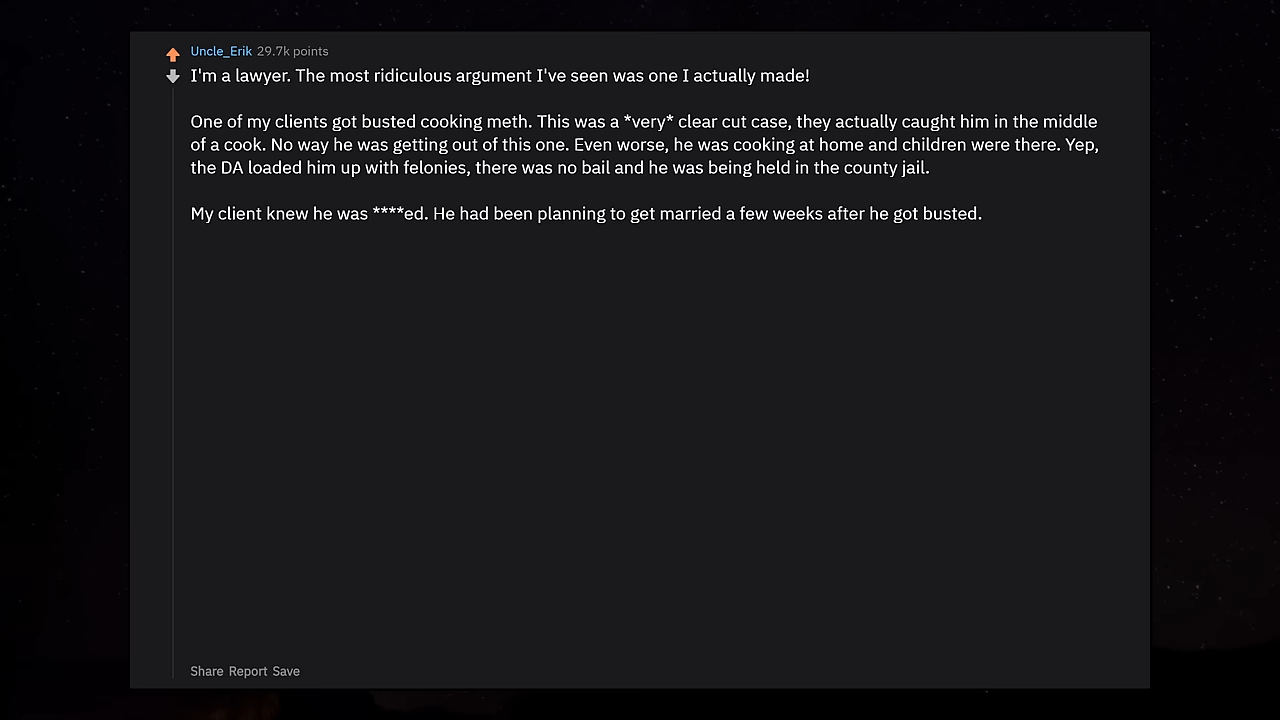 Uncle_Erik 29.7k points
I'm a lawyer. The most ridiculous argument I've seen was one I actually made!
One of my clients got busted cooking meth. This was a *very* clear cut case, they actually caught him in the middle
of a cook. No way he was getting out of this one. Even worse, he was cooking at home and children were there. Yep,
the DA loaded him up with felonies, there was no bail and he was being held in the county jail.
My client knew he was ****ed. He had been planning to get married a few weeks after he got busted.
Share Report Save